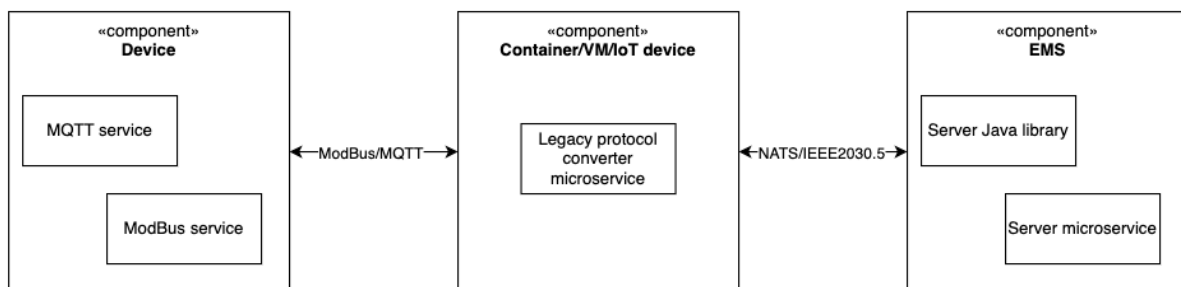 «component»
Device
MQTT service
ModBus service
ModBus/MQTT
«component»
Container/VM/IoT device
Legacy protocol
converter
microservice
NATS/IEEE2030.5
«component»
EMS
Server Java library
Server microservice